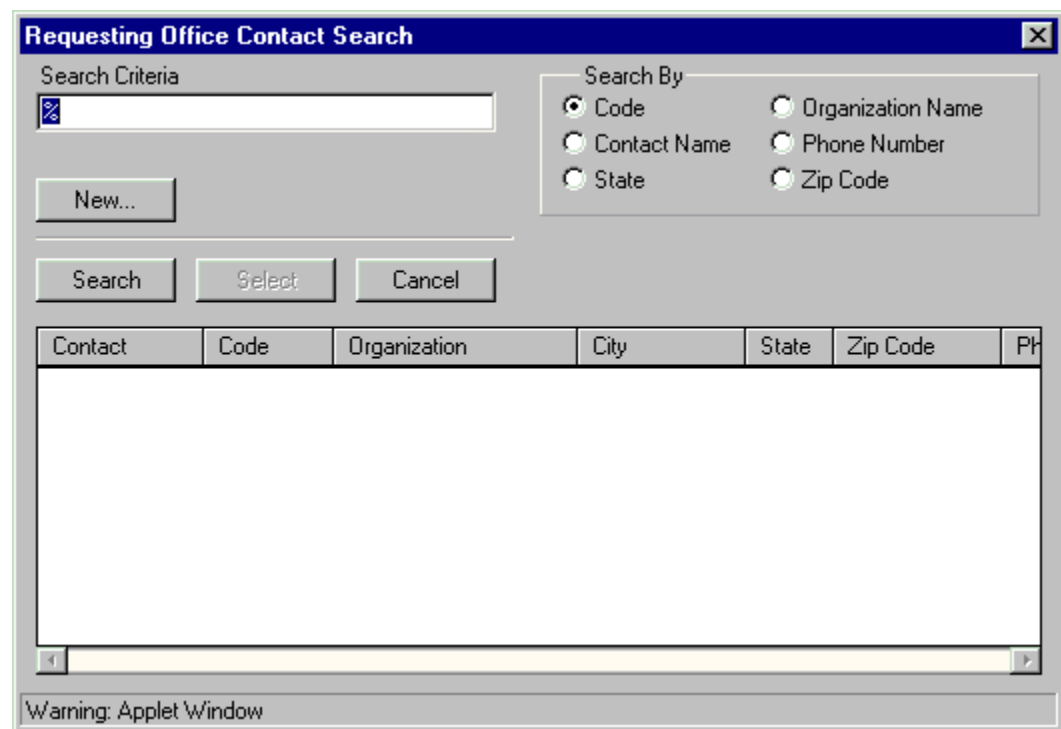 Requesting Office Contact Search
Search Criteria
%
Search By
Code
Organization Name
Contact Name
Phone Number
State
Zip Code
New...
Search Select Cancel
Contact Code Organization City State Zip Code Ph
Warning: Applet Window